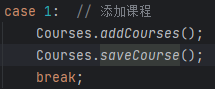 case 1:  // 添加课程
    Courses.addCourses();
    Courses.saveCourse();
    break;